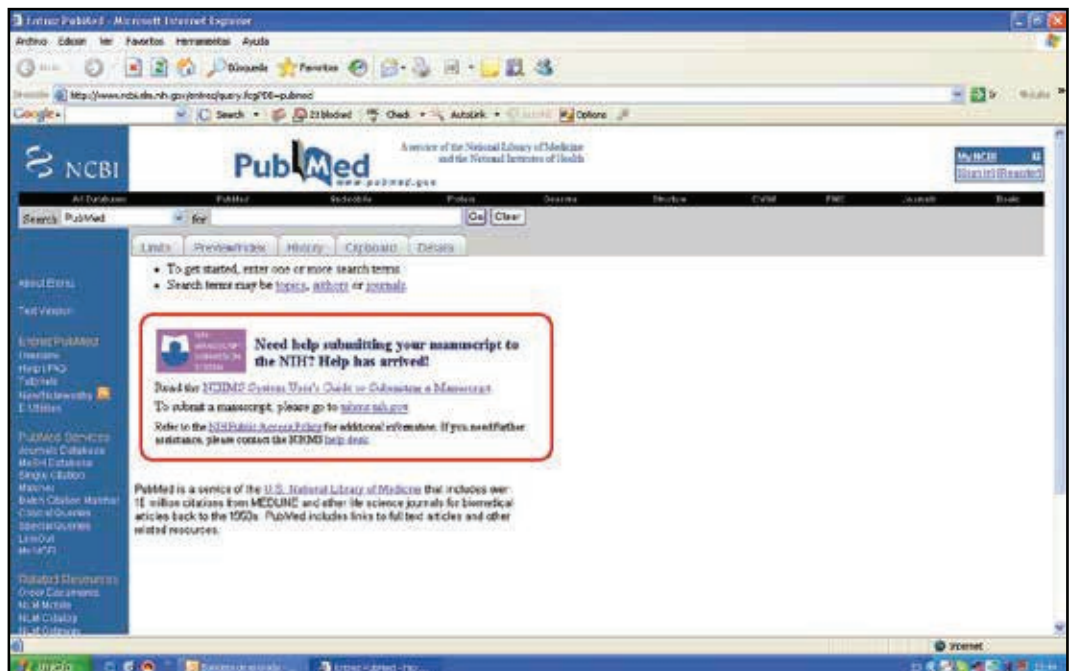 Entrez PubMed - Microsoft Internet Explorer
Archivo Edición Ver Favoritos Herramientas Ayuda
Búsqueda Favoritos
http://www.ncbi.nlm.nih.gov/entrez/query.fcgi?DB=pubmed
Google Search 23 blocked Check AutoLink Options
NCBI
PubMed
www.pubmed.gov
A service of the National Library of Medicine
and the National Institutes of Health
My NCBI
[Sign In] [Register]
All Databases PubMed Nucleotide Protein Genome Structure OMIM PMC Journals Books
Search PubMed for Go Clear
Limits Preview/Index History Clipboard Details
• To get started, enter one or more search terms
• Search terms may be topics, authors or journals.
About Entrez
Text Version
Entrez PubMed
Overview
Help | FAQ
Tutorials
New/Noteworthy
E-Utilities
PubMed Services
Journals Database
MeSH Database
Single Citation
Matcher
Batch Citation Matcher
Clinical Queries
Special Queries
LinkOut
My NCBI
Related Resources
Order Documents
NLM Mobile
NLM Catalog
NLM Gateway
NIH
MANUSCRIPT
SUBMISSION
SYSTEM
Need help submitting your manuscript to
the NIH? Help has arrived!
Read the NIHMS System User's Guide to Submitting a Manuscript.
To submit a manuscript, please go to nihms.nih.gov
Refer to the NIH Public Access Policy for additional information. If you need further
assistance, please contact the NIHMS help desk.
PubMed is a service of the U.S. National Library of Medicine that includes over
16 million citations from MEDLINE and other life science journals for biomedical
articles back to the 1950s. PubMed includes links to full text articles and other
related resources.
Internet
Inicio
Entrez PubMed - Mic...